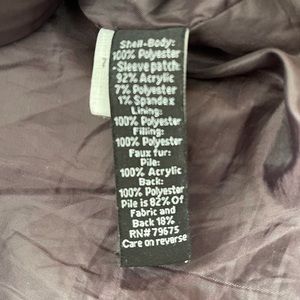 Shell-Body:
100% Polyester
-Sleeve patch:
92% Acrylic
7% Polyester
1% Spandex
Lining:
100% Polyester
Filling:
100% Polyester
Faux fur:
Pile:
100% Acrylic
Back:
100% Polyester
Pile is 82% Of
Fabric and
Back 18%
RN# 79675
Care on reverse